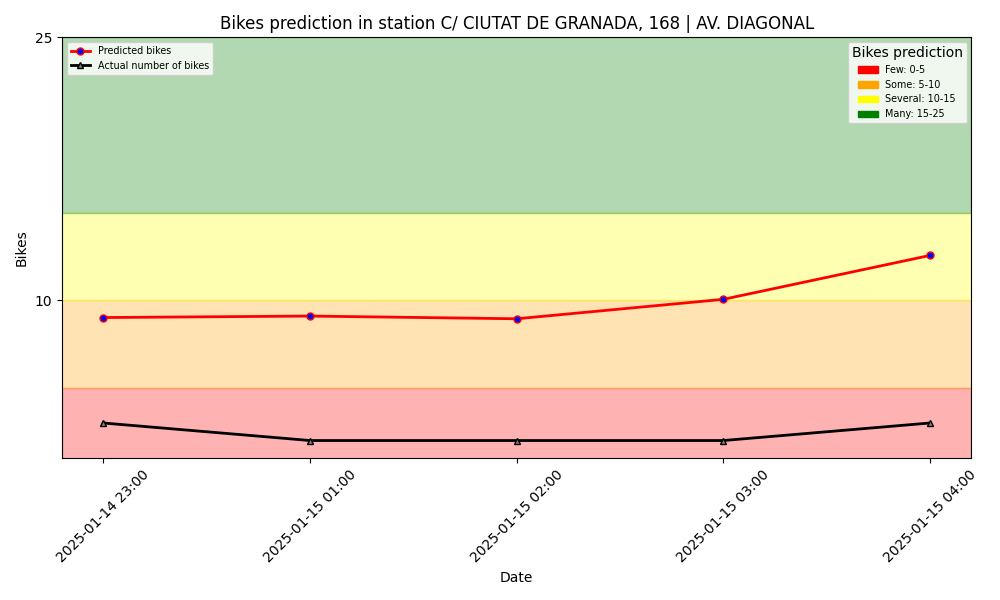 Bikes prediction in station C/ CIUTAT DE GRANADA, 168 | AV. DIAGONAL
25
Predicted bikes
Actual number of bikes
Bikes prediction
Few: 0-5
Some: 5-10
Several: 10-15
Many: 15-25
Bikes
10
2025-01-14 23:00
2025-01-15 01:00
2025-01-15 02:00
2025-01-15 03:00
2025-01-15 04:00
Date